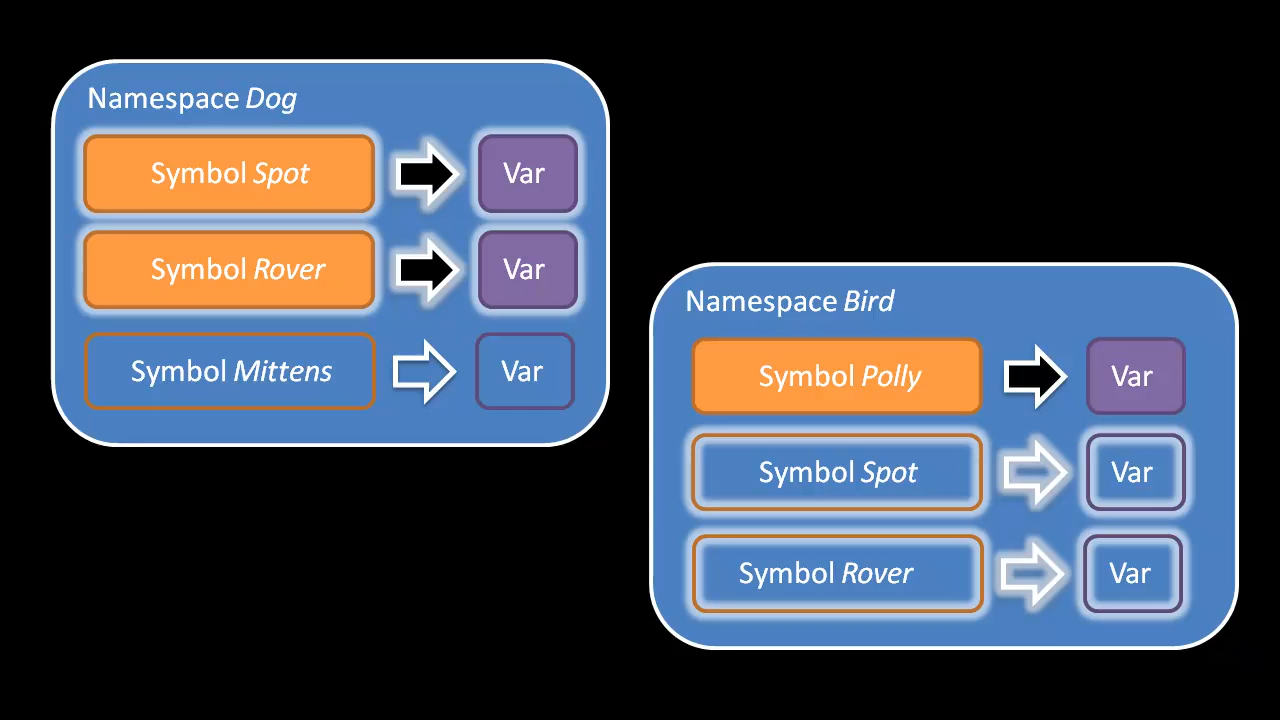 Namespace Dog
Symbol Spot
Var
Symbol Rover
Var
Symbol Mittens
Var
Namespace Bird
Symbol Polly
Var
Symbol Spot
Var
Symbol Rover
Var